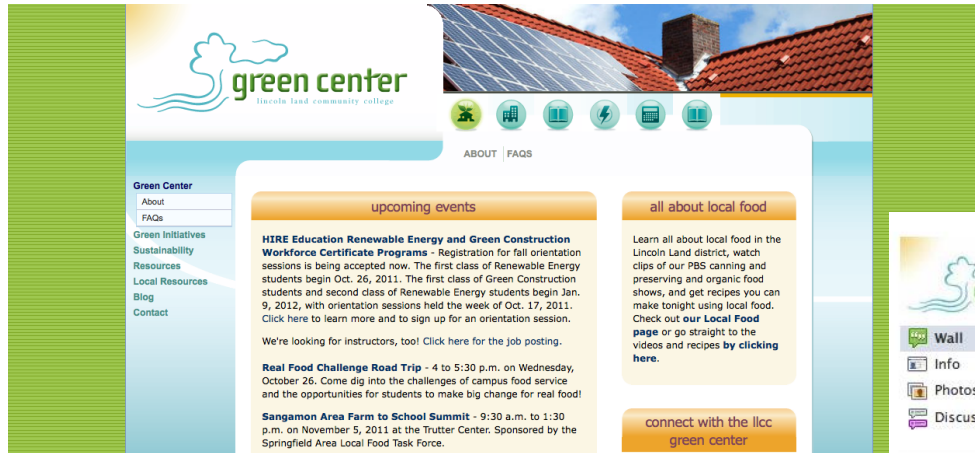 green center
lincoln land community college
ABOUT FAQS
Green Center
About
FAQs
Green Initiatives
Sustainability
Resources
Local Resources
Blog
Contact
upcoming events
HIRE Education Renewable Energy and Green Construction
Workforce Certificate Programs - Registration for fall orientation
sessions is being accepted now. The first class of Renewable Energy
students begin Oct. 26, 2011. The first class of Green Construction
students and second class of Renewable Energy students begin Jan.
9, 2012, with orientation sessions held the week of Oct. 17, 2011.
Click here to learn more and to sign up for an orientation session.
We're looking for instructors, too! Click here for the job posting.
Real Food Challenge Road Trip - 4 to 5:30 p.m. on Wednesday,
October 26. Come dig into the challenges of campus food service
and the opportunities for students to make big change for real food!
Sangamon Area Farm to School Summit - 9:30 a.m. to 1:30
p.m. on November 5, 2011 at the Trutter Center. Sponsored by the
Springfield Area Local Food Task Force.
all about local food
Learn all about local food in the
Lincoln Land district, watch
clips of our PBS canning and
preserving and organic food
shows, and get recipes you can
make tonight using local food.
Check out our Local Food
page or go straight to the
videos and recipes by clicking
here.
connect with the llcc
green center
Wall
Info
Photos
Discus